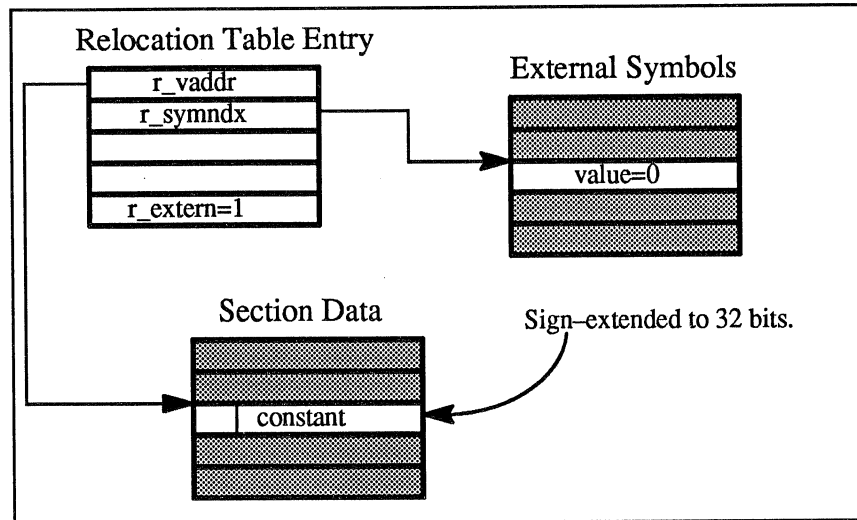 Relocation Table Entry
r_vaddr
r_symndx
r_extern=1
External Symbols
value=0
Section Data
constant
Sign–extended to 32 bits.